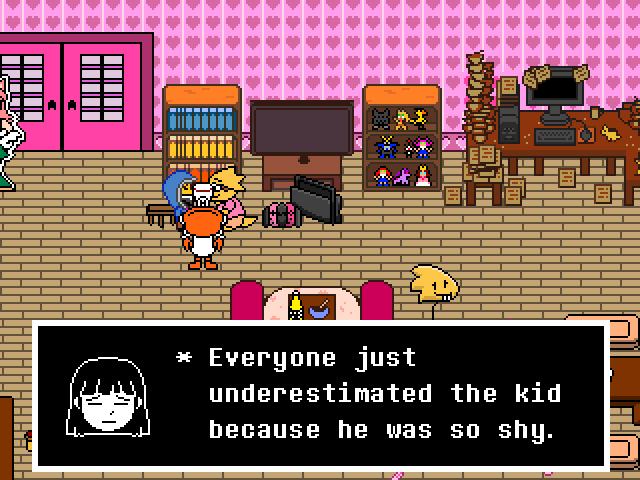 * Everyone just
underestimated the kid
because he was so shy.